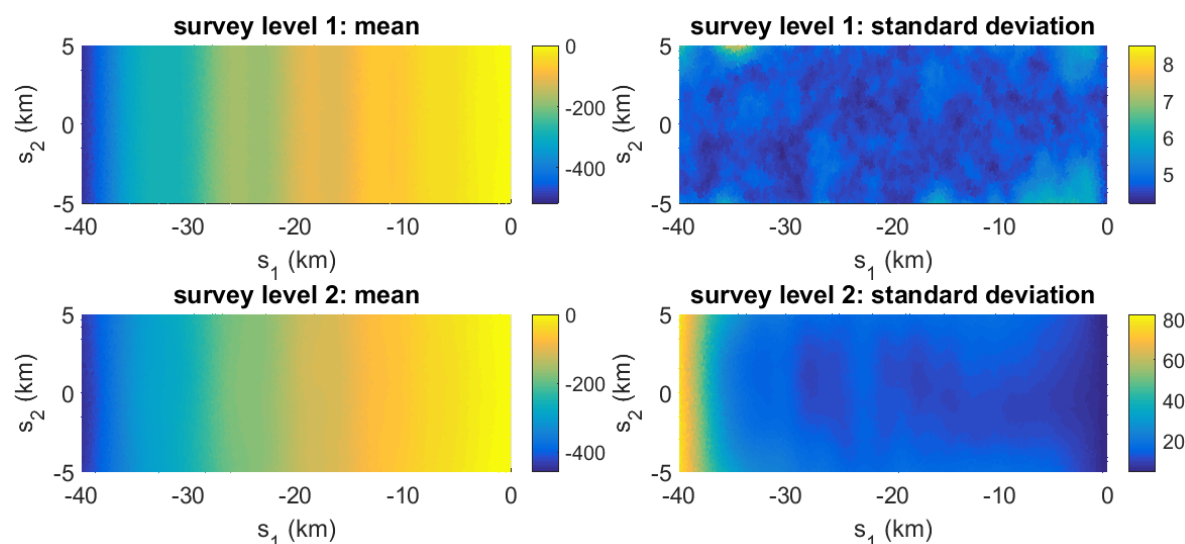 survey level 1: mean
5
0
-5
s2 (km)
-40 -30 -20 -10 0
s1 (km)
0
-200
-400
survey level 1: standard deviation
5
0
-5
s2 (km)
-40 -30 -20 -10 0
s1 (km)
8
7
6
5
survey level 2: mean
5
0
-5
s2 (km)
-40 -30 -20 -10 0
s1 (km)
0
-200
-400
survey level 2: standard deviation
5
0
-5
s2 (km)
-40 -30 -20 -10 0
s1 (km)
80
60
40
20